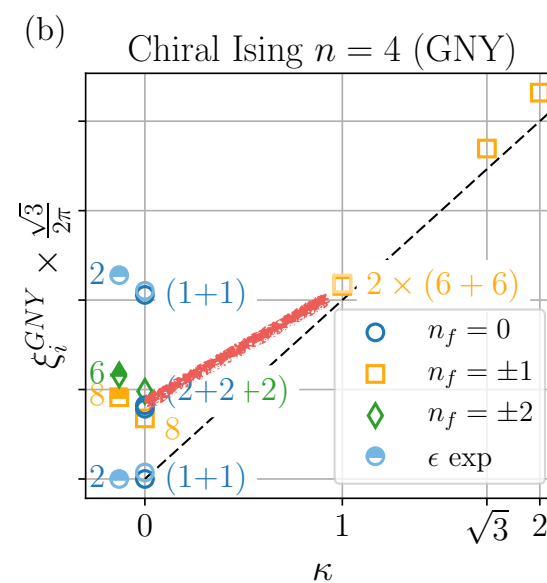 (b)
Chiral Ising n = 4 (GNY)
ξᵢ^{GNY} × √3/2π
2
(1+1)
2 × (6 + 6)
6
8
(2+2+2)
8
2
(1+1)
n_f = 0
n_f = ±1
n_f = ±2
ϵ exp
0
1
√3
2
κ